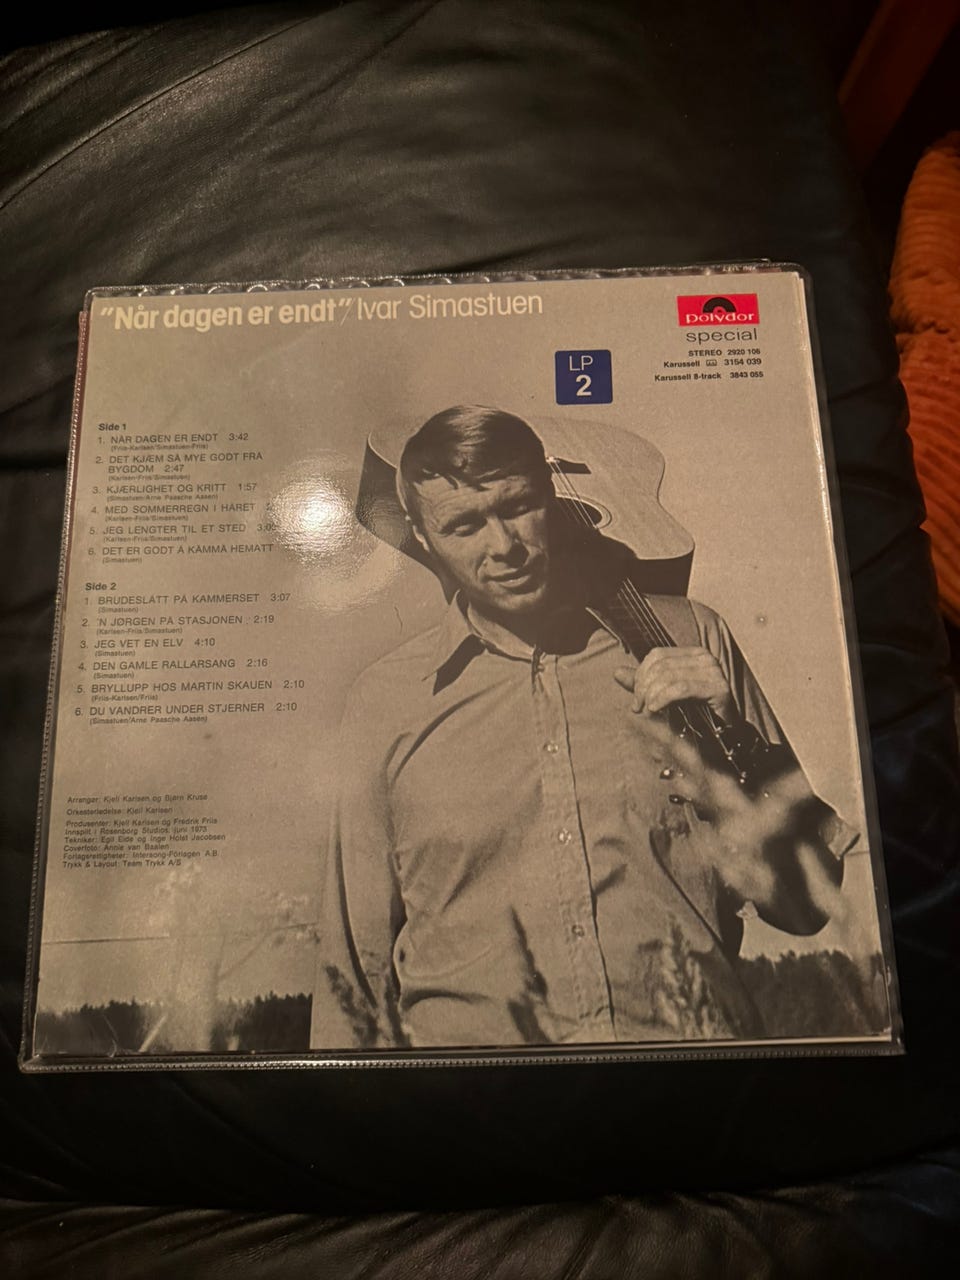 "Når dagen er endt"/Ivar Simastuen
Polydor
special
STEREO 2920 106
Karussell 3154 039
Karussell 8-track 3843 055
LP
2
Side 1
1. NÅR DAGEN ER ENDT 3:42
(Friis-Karlsen/Simastuen-Friis)
2. DET KJÆM SÅ MYE GODT FRA
BYGDOM 2:47
(Karlsen-Friis/Simastuen)
3. KJÆRLIGHET OG KRITT 1:57
(Simastuen/Arne Paasche Aasen)
4. MED SOMMERREGN I HÅRET
(Karlsen-Friis/Simastuen)
5. JEG LENGTER TIL ET STED
(Karlsen-Friis/Simastuen)
6. DET ER GODT Å KÅMMÅ HEMATT
(Simastuen)
Side 2
1. BRUDESLÅTT PÅ KAMMERSET 3:07
(Simastuen)
2. 'N JØRGEN PÅ STASJONEN 2:19
(Karlsen-Friis/Simastuen)
3. JEG VET EN ELV 4:10
(Simastuen)
4. DEN GAMLE RALLARSANG 2:16
(Simastuen)
5. BRYLLUPP HOS MARTIN SKAUEN 2:10
(Friis-Karlsen/Friis)
6. DU VANDRER UNDER STJERNER 2:10
(Simastuen/Arne Paasche Aasen)
Arrangør: Kjell Karlsen og Bjørn Kruse
Orkesterledelse: Kjell Karlsen
Produsenter: Kjell Karlsen og Fredrik Friis
Innspilt i Rosenborg Studios, juni 1973
Tekniker: Egil Eide og Inge Holst Jacobsen
Coverfoto: Annie van Baalen
Forlagsrettigheter: Intersong-Förlagen A.B.
Trykk & Layout: Team Trykk A/S